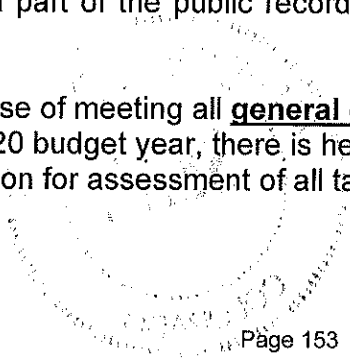 part of the public record
se of meeting all general
20 budget year, there is he
on for assessment of all ta
Page 153